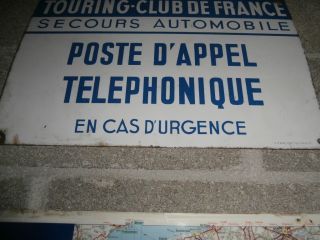 TOURING-CLUB DE FRANCE
SECOURS AUTOMOBILE
POSTE D'APPEL
TELEPHONIQUE
EN CAS D'URGENCE